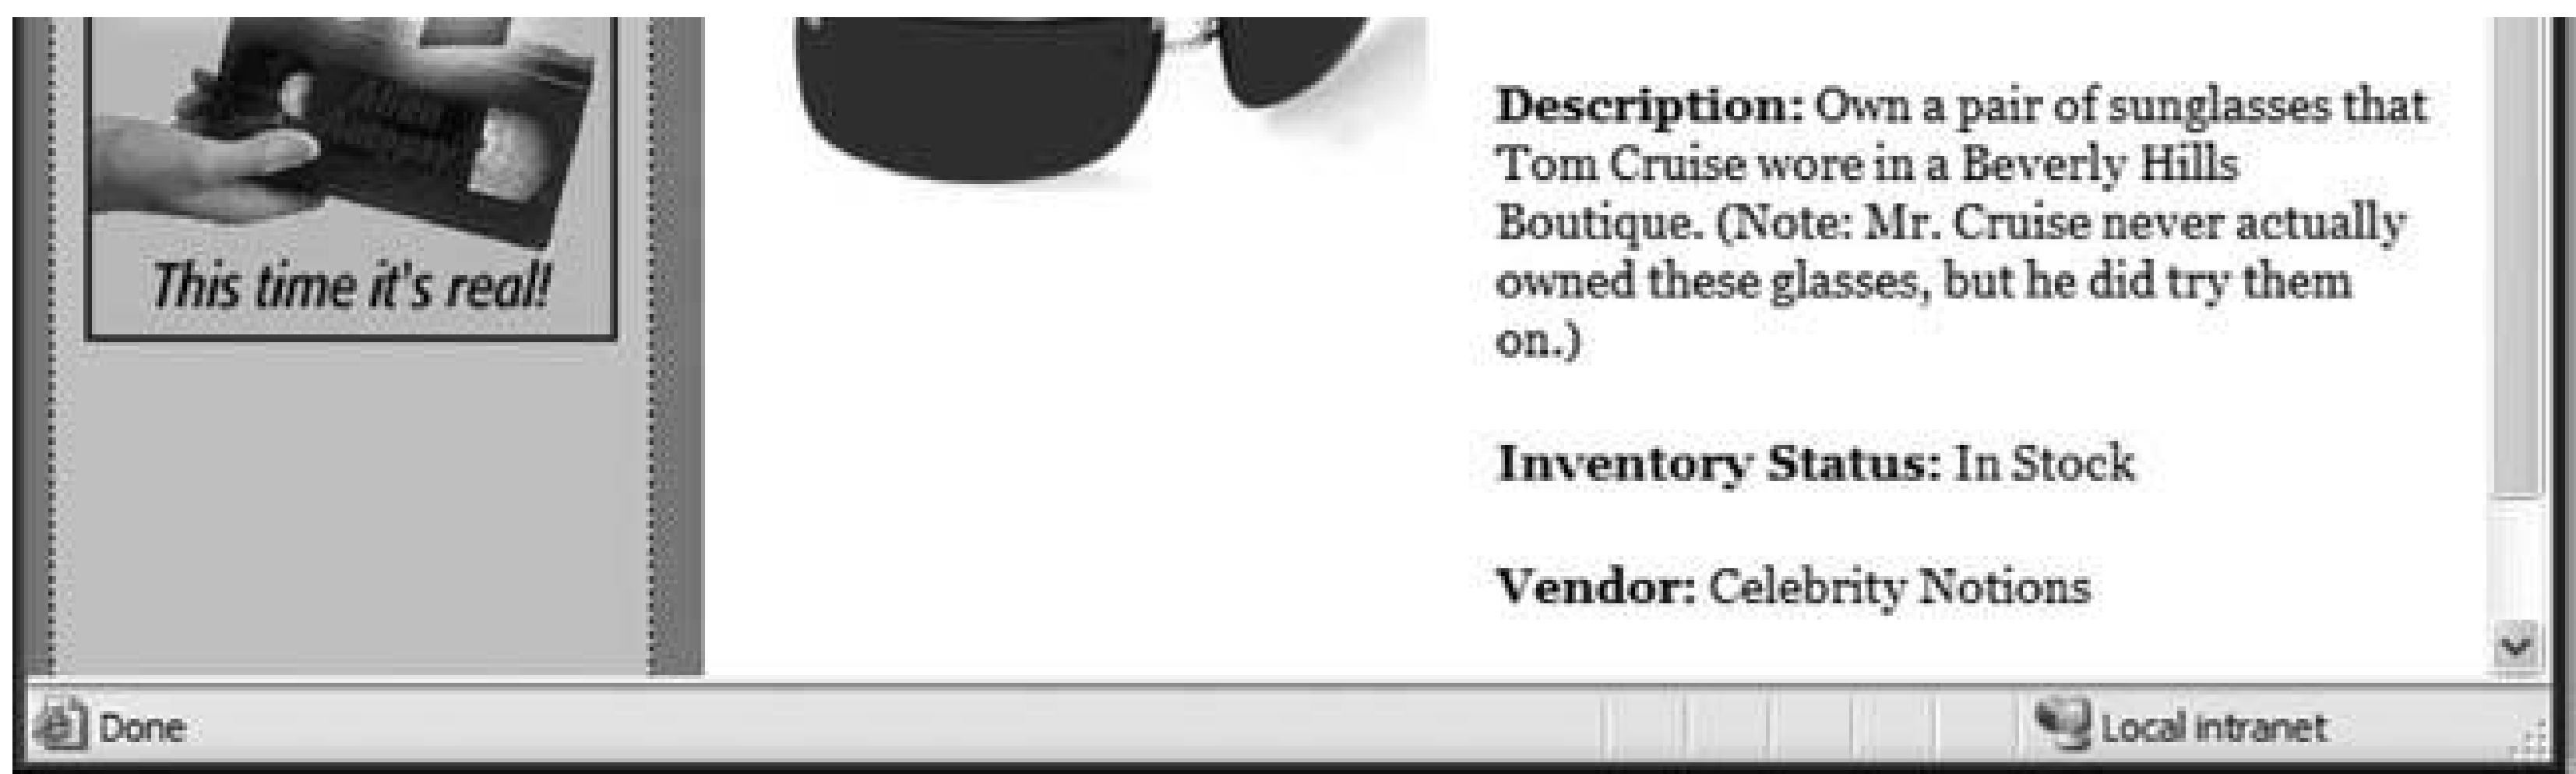 This time it's real!
Description: Own a pair of sunglasses that
Tom Cruise wore in a Beverly Hills
Boutique. (Note: Mr. Cruise never actually
owned these glasses, but he did try them
on.)
Inventory Status: In Stock
Vendor: Celebrity Notions
Done
Local intranet